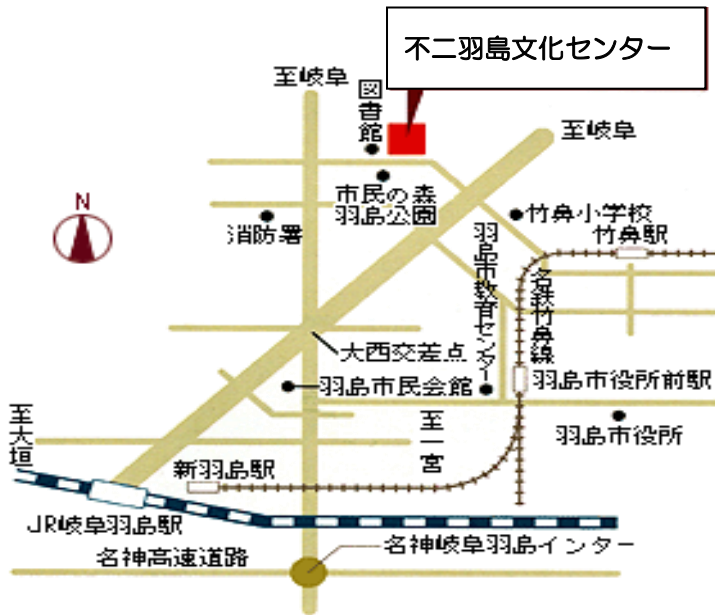 不二羽島文化センター
至岐阜
図書館
至岐阜
N
市民の森
羽島公園
竹鼻小学校
消防署
竹鼻駅
羽島市教育センター
名鉄竹鼻線
大西交差点
羽島市民会館
羽島市役所前駅
至大垣
至一宮
羽島市役所
新羽島駅
JR岐阜羽島駅
名神岐阜羽島インター
名神高速道路